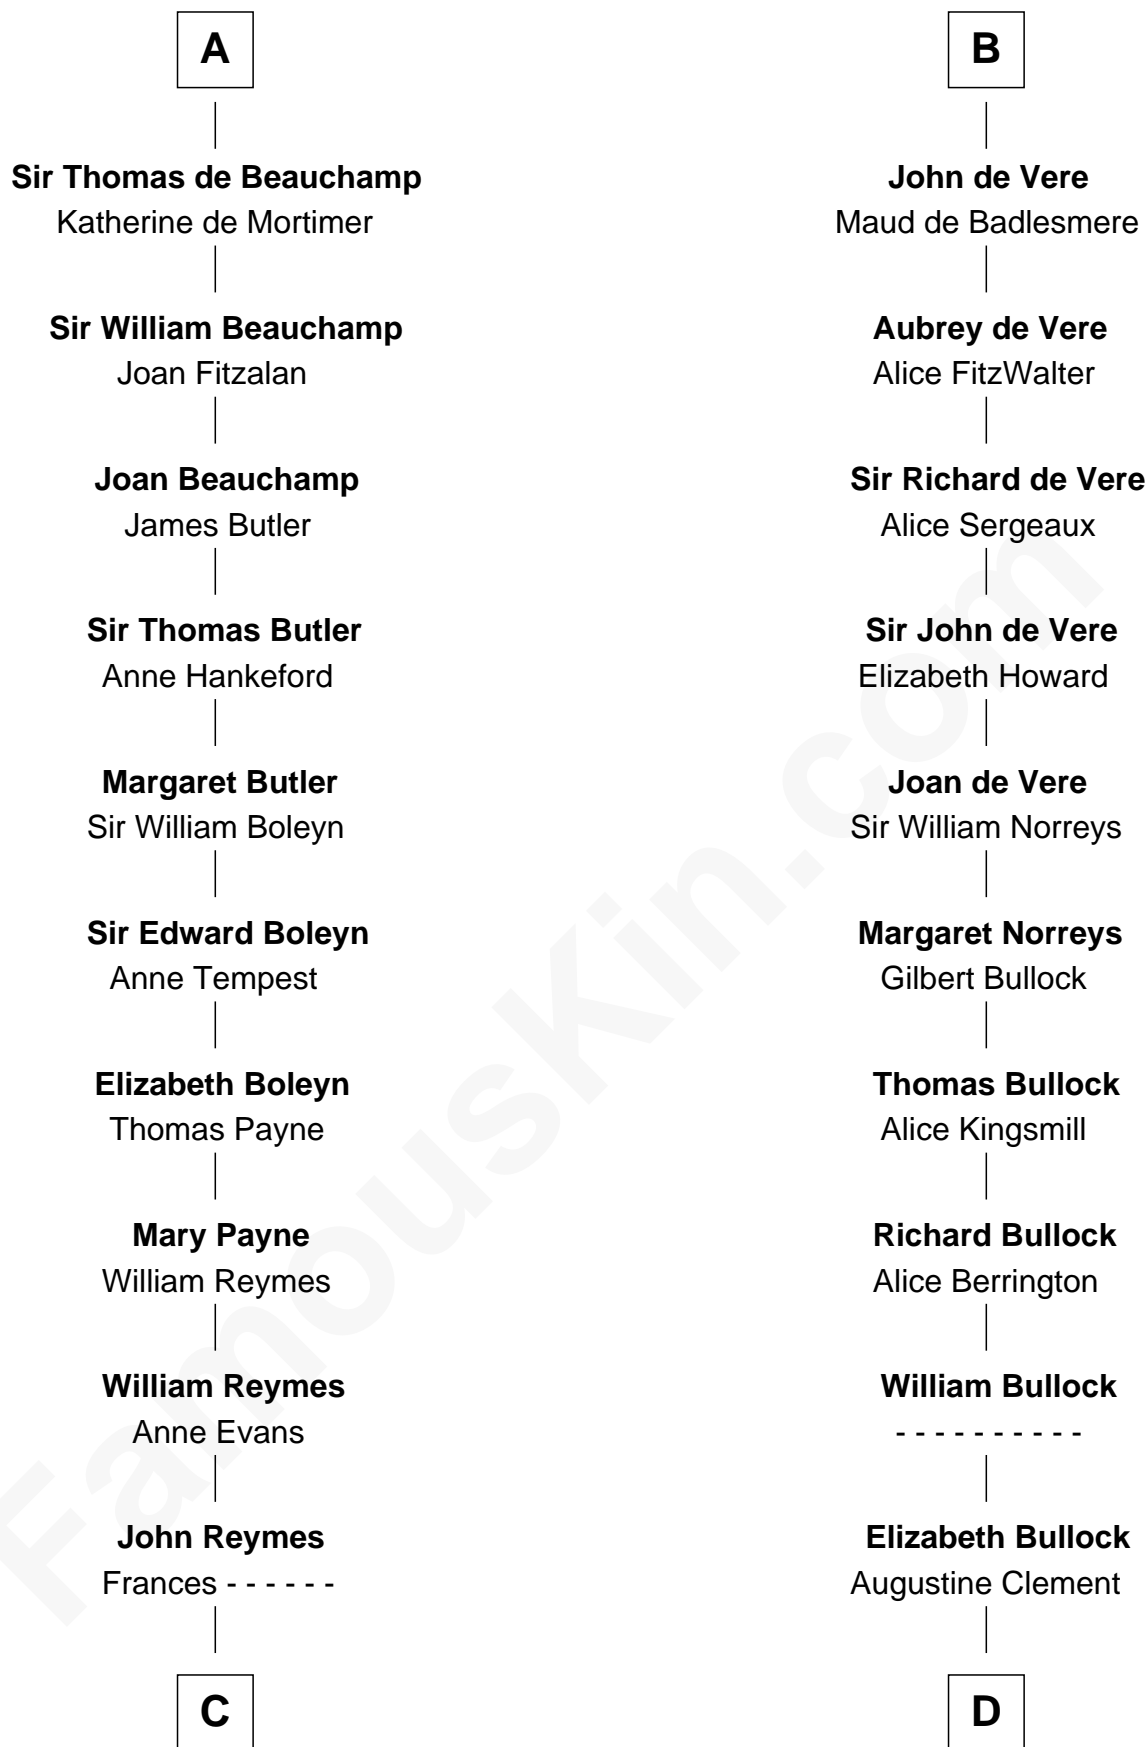 A
Sir Thomas de Beauchamp
Katherine de Mortimer
Sir William Beauchamp
Joan Fitzalan
Joan Beauchamp
James Butler
Sir Thomas Butler
Anne Hankeford
Margaret Butler
Sir William Boleyn
Sir Edward Boleyn
Anne Tempest
Elizabeth Boleyn
Thomas Payne
Mary Payne
William Reymes
William Reymes
Anne Evans
John Reymes
Frances - - - - - -
C
B
John de Vere
Maud de Badlesmere
Aubrey de Vere
Alice FitzWalter
Sir Richard de Vere
Alice Sergeaux
Sir John de Vere
Elizabeth Howard
Joan de Vere
Sir William Norreys
Margaret Norreys
Gilbert Bullock
Thomas Bullock
Alice Kingsmill
Richard Bullock
Alice Berrington
William Bullock
- - - - - - - - - -
Elizabeth Bullock
Augustine Clement
D
FamousKin.com